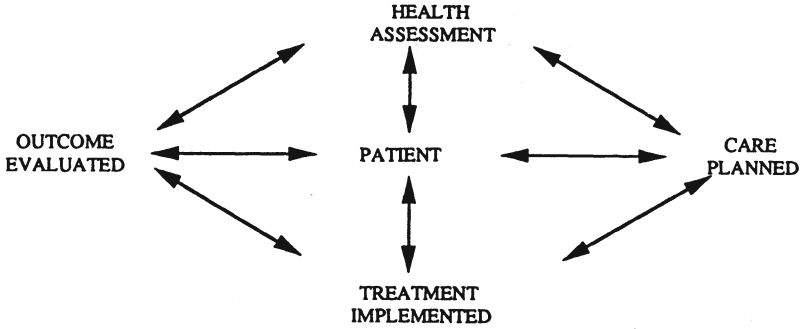 HEALTH
ASSESSMENT
OUTCOME
EVALUATED
PATIENT
CARE
PLANNED
TREATMENT
IMPLEMENTED